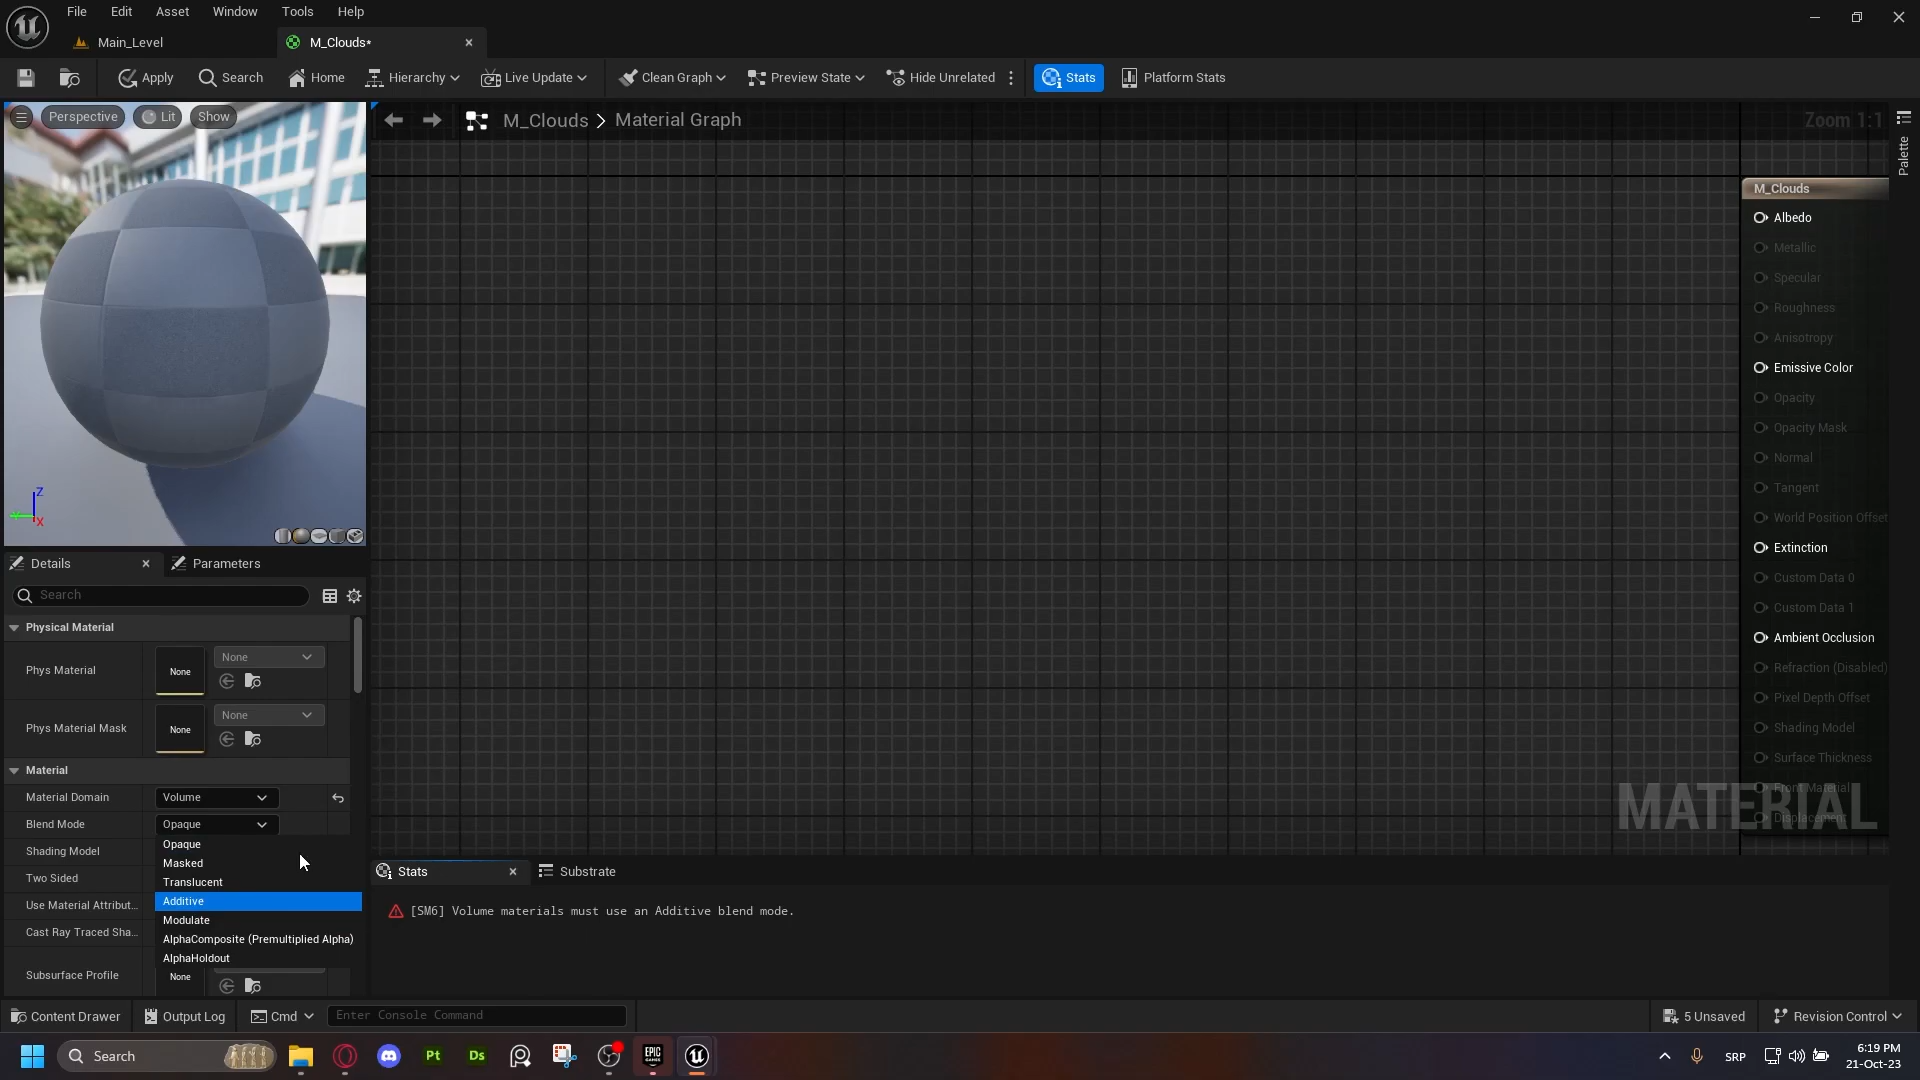 File Edit Asset Window Tools Help
Main_Level M_Clouds*
Apply Search Home Hierarchy Live Update Clean Graph Preview State Hide Unrelated Stats Platform Stats
Perspective Lit Show
M_Clouds > Material Graph Zoom 1:1
Palette
M_Clouds
Albedo
Metallic
Specular
Roughness
Anisotropy
Emissive Color
Opacity
Opacity Mask
Normal
Tangent
World Position Offset
Extinction
Custom Data 0
Custom Data 1
Ambient Occlusion
Refraction (Disabled)
Pixel Depth Offset
Shading Model
Surface Thickness
Front Material
Displacement
MATERIAL
Z
X
Details Parameters
Search
Physical Material
Phys Material None None
Phys Material Mask None None
Material
Material Domain Volume
Blend Mode Opaque
Shading Model
Two Sided
Use Material Attribut...
Cast Ray Traced Sha...
Subsurface Profile None
Opaque
Masked
Translucent
Additive
Modulate
AlphaComposite (Premultiplied Alpha)
AlphaHoldout
Stats Substrate
[SM6] Volume materials must use an Additive blend mode.
Content Drawer Output Log Cmd Enter Console Command 5 Unsaved Revision Control
Search Pt Ds EPIC GAMES SRP 6:19 PM
21-Oct-23